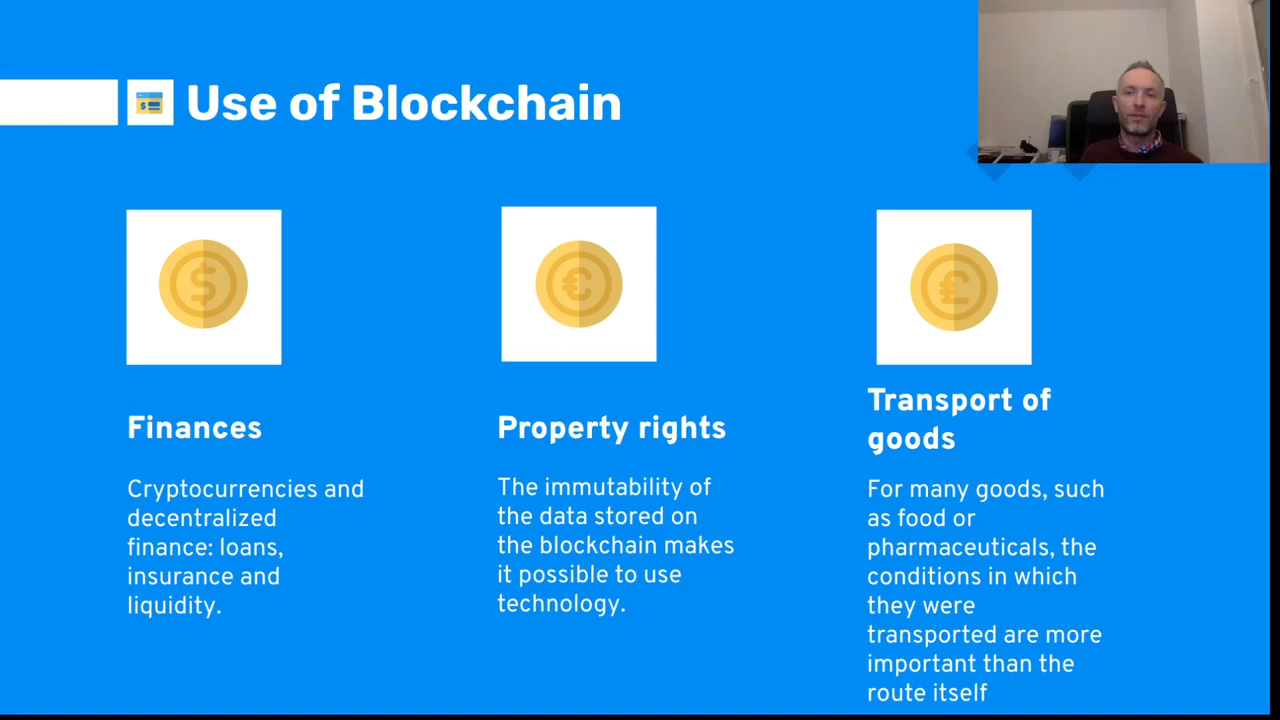 Use of Blockchain
Finances
Cryptocurrencies and
decentralized
finance: loans,
insurance and
liquidity.
Property rights
The immutability of
the data stored on
the blockchain makes
it possible to use
technology.
Transport of
goods
For many goods, such
as food or
pharmaceuticals, the
conditions in which
they were
transported are more
important than the
route itself